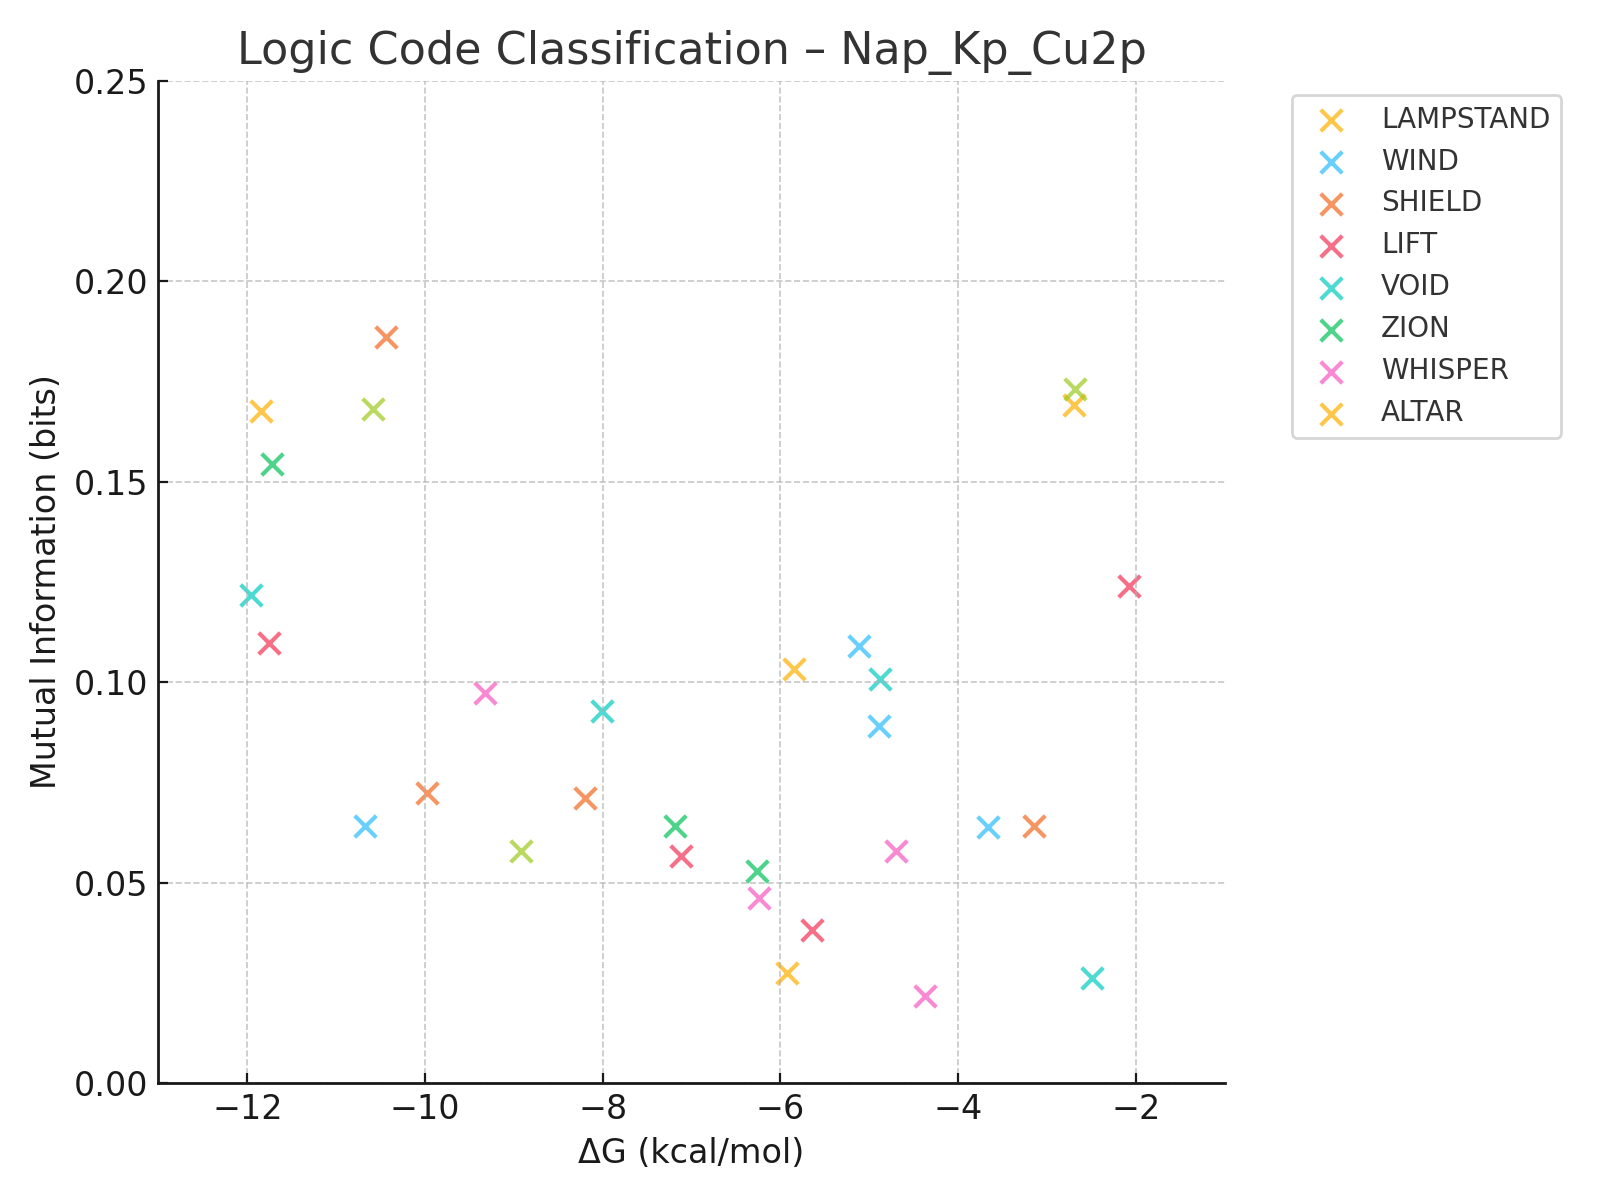 Logic Code Classification – Nap_Kp_Cu2p
Mutual Information (bits)
0.25
0.20
0.15
0.10
0.05
0.00
−12
−10
−8
−6
−4
−2
ΔG (kcal/mol)
LAMPSTAND
WIND
SHIELD
LIFT
VOID
ZION
WHISPER
ALTAR